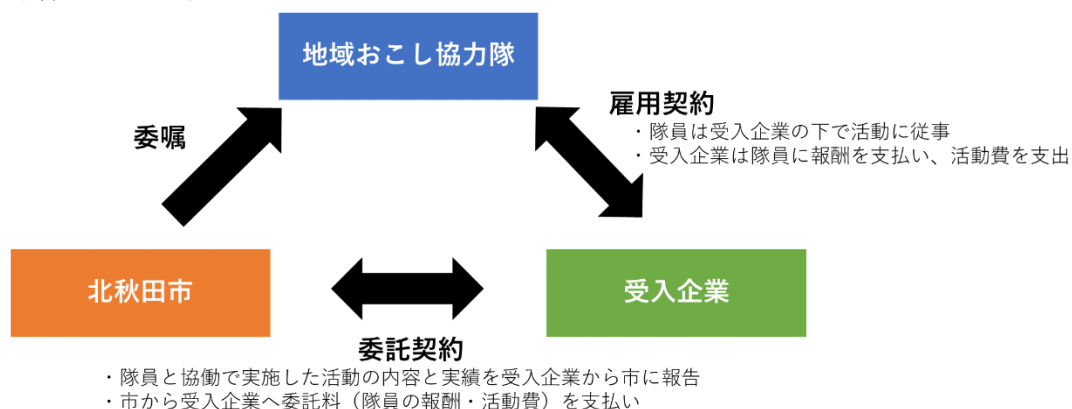 地域おこし協力隊
雇用契約
・隊員は受入企業の下で活動に従事
・受入企業は隊員に報酬を支払い、活動費を支出
委嘱
北秋田市
受入企業
委託契約
・隊員と協働で実施した活動の内容と実績を受入企業から市に報告
・市から受入企業へ委託料（隊員の報酬・活動費）を支払い